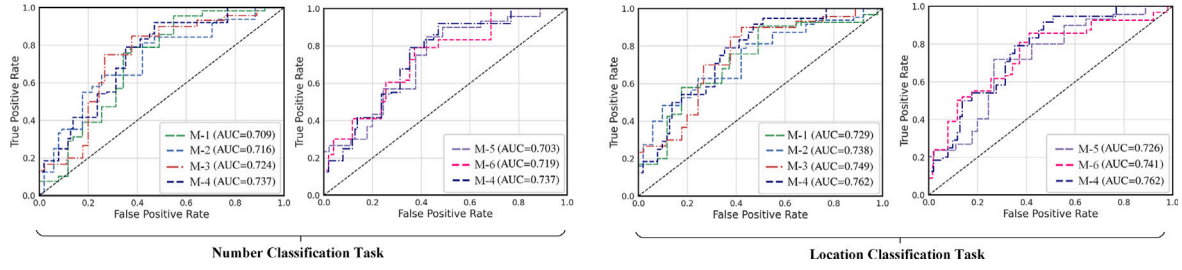 True Positive Rate
1.0
0.8
0.6
0.4
0.2
0.0
M-1 (AUC=0.709)
M-2 (AUC=0.716)
M-3 (AUC=0.724)
M-4 (AUC=0.737)
0.0 0.2 0.4 0.6 0.8 1.0
False Positive Rate
True Positive Rate
1.0
0.8
0.6
0.4
0.2
0.0
M-5 (AUC=0.703)
M-6 (AUC=0.719)
M-4 (AUC=0.737)
0.0 0.2 0.4 0.6 0.8 1.0
False Positive Rate
Number Classification Task
True Positive Rate
1.0
0.8
0.6
0.4
0.2
0.0
M-1 (AUC=0.729)
M-2 (AUC=0.738)
M-3 (AUC=0.749)
M-4 (AUC=0.762)
0.0 0.2 0.4 0.6 0.8 1.0
False Positive Rate
True Positive Rate
1.0
0.8
0.6
0.4
0.2
0.0
M-5 (AUC=0.726)
M-6 (AUC=0.741)
M-4 (AUC=0.762)
0.0 0.2 0.4 0.6 0.8 1.0
False Positive Rate
Location Classification Task